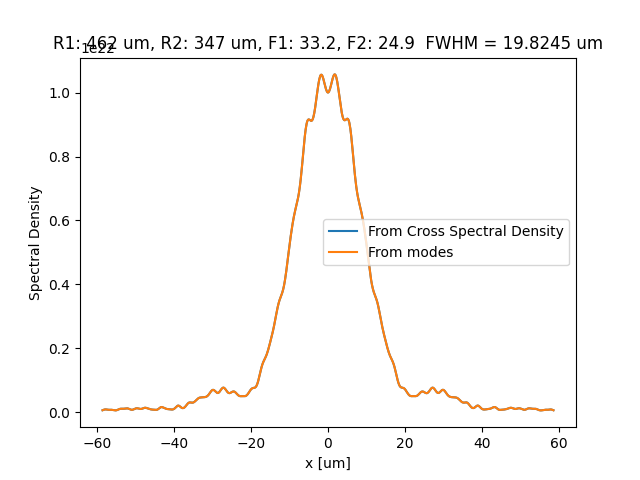 R1: 462 um, R2: 347 um, F1: 33.2, F2: 24.9  FWHM = 19.8245 um
1e22
1.0
0.8
0.6
0.4
0.2
0.0
Spectral Density
From Cross Spectral Density
From modes
−60
−40
−20
0
20
40
60
x [um]